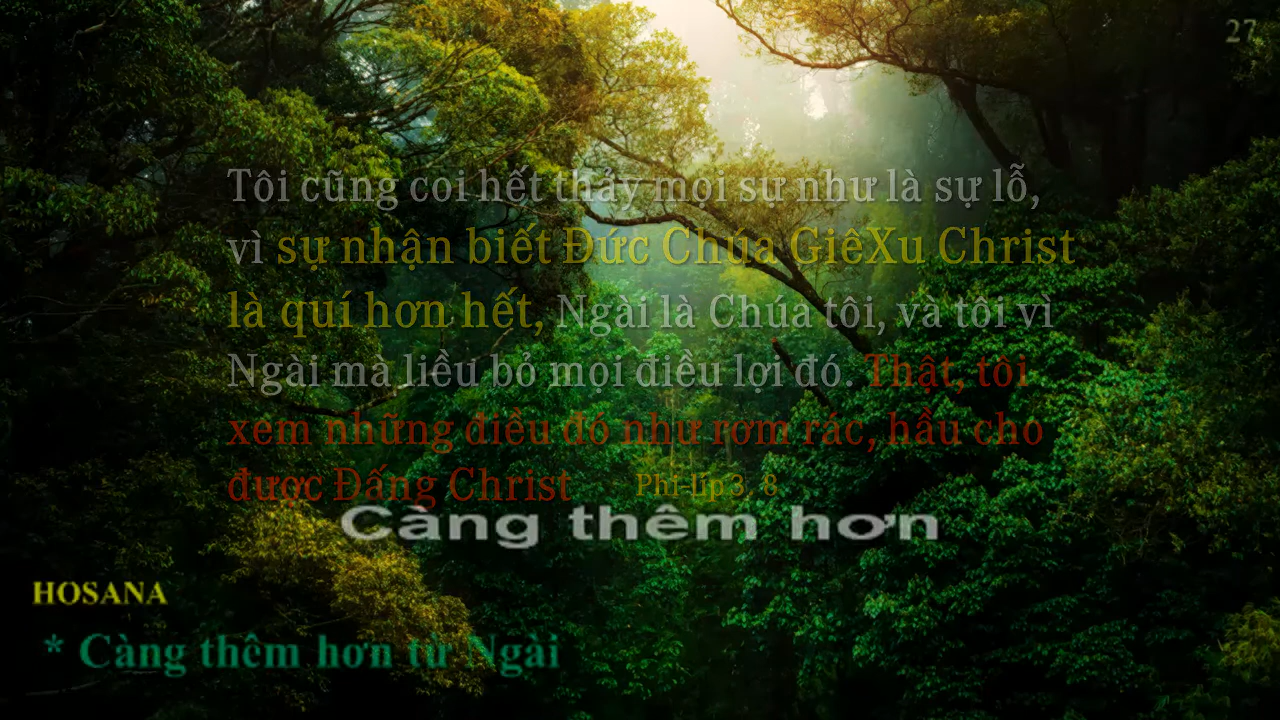 27
Tôi cũng coi hết thảy mọi sự như là sự lỗ,
vì sự nhận biết Đức Chúa GiêXu Christ
là quí hơn hết, Ngài là Chúa tôi, và tôi vì
Ngài mà liều bỏ mọi điều lợi đó. Thật, tôi
xem những điều đó như rơm rác, hầu cho
được Đấng Christ Phi-líp 3, 8
Càng thêm hơn
HOSANA
* Càng thêm hơn từ Ngài